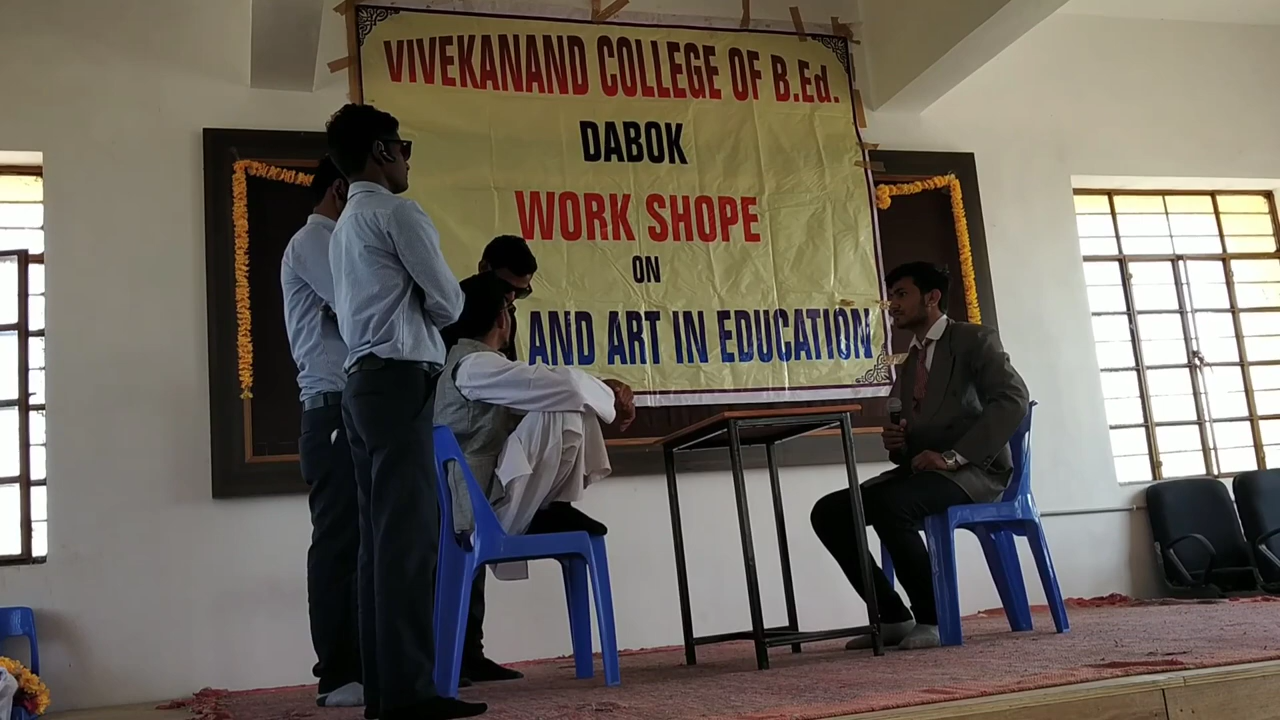 VIVEKANAND COLLEGE OF B.Ed.
DABOK
WORK SHOPE
ON
AND ART IN EDUCATION